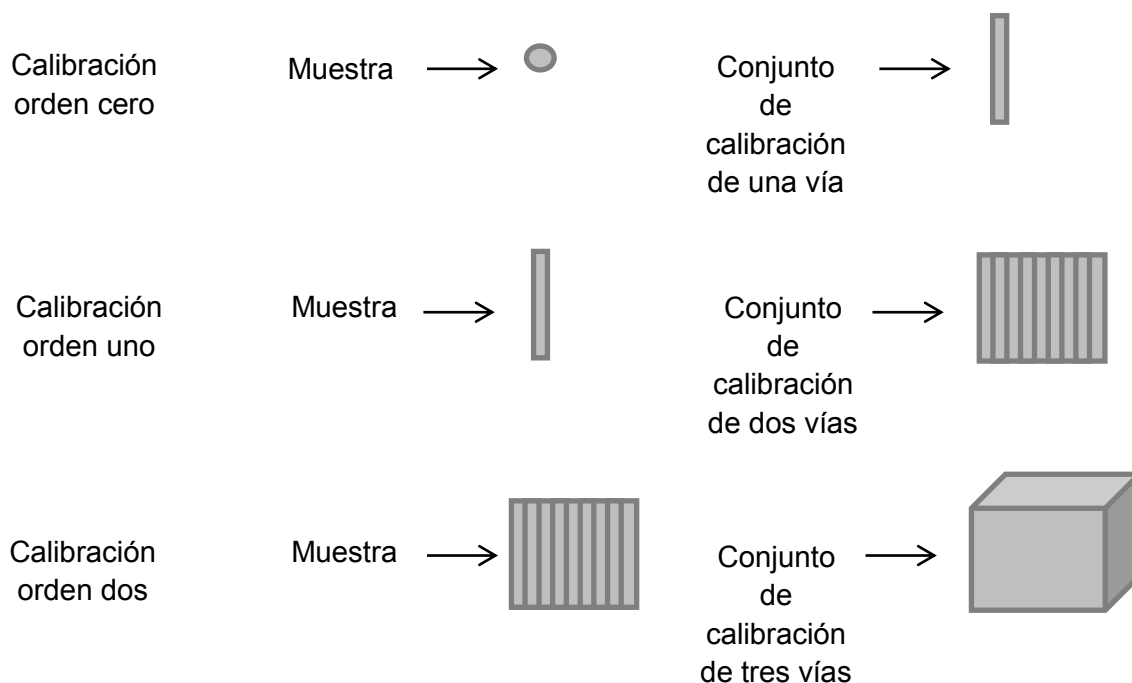 Calibración
orden cero
Muestra
Conjunto
de
calibración
de una vía
Calibración
orden uno
Muestra
Conjunto
de
calibración
de dos vías
Calibración
orden dos
Muestra
Conjunto
de
calibración
de tres vías